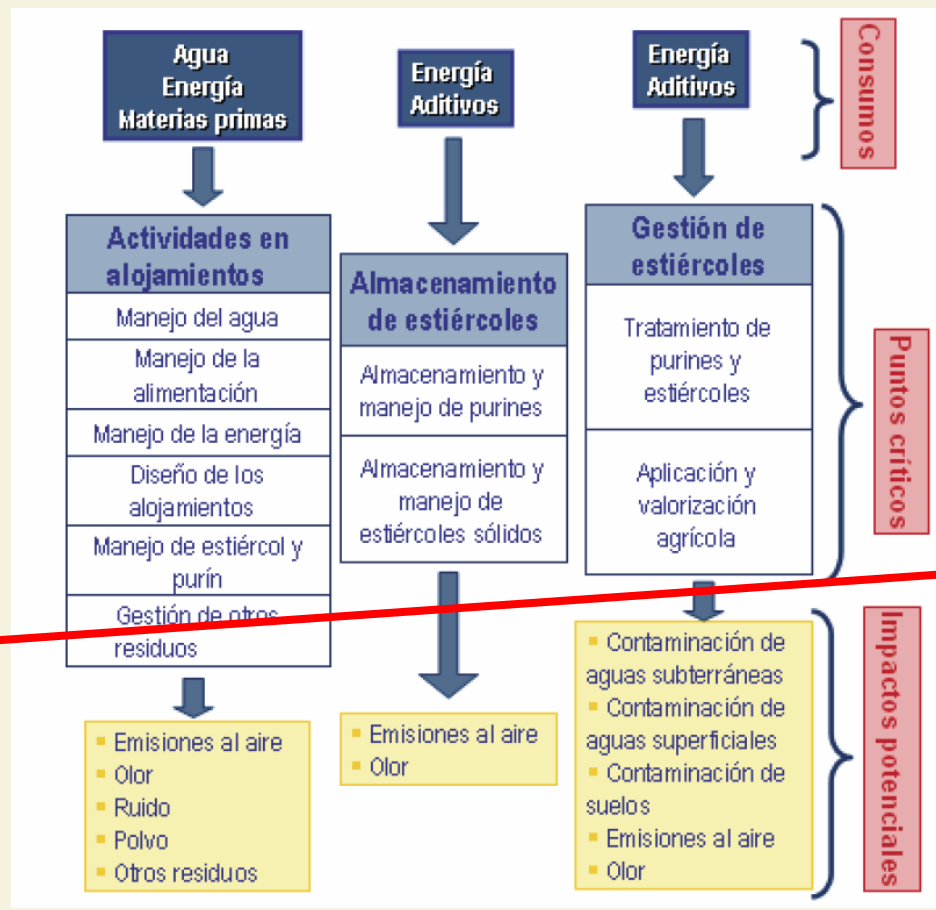 Agua
Energía
Materias primas
Energía
Aditivos
Energía
Aditivos
Consumos
Actividades en
alojamientos
Manejo del agua
Manejo de la
alimentación
Manejo de la energía
Diseño de los
alojamientos
Manejo de estiércol y
purín
Gestión de otros
residuos
Almacenamiento
de estiércoles
Almacenamiento y
manejo de purines
Almacenamiento y
manejo de
estiércoles sólidos
Gestión de
estiércoles
Tratamiento de
purines y
estiércoles
Aplicación y
valorización
agrícola
Puntos críticos
Emisiones al aire
Olor
Ruido
Polvo
Otros residuos
Emisiones al aire
Olor
Contaminación de
aguas subterráneas
Contaminación de
aguas superficiales
Contaminación de
suelos
Emisiones al aire
Olor
Impactos potenciales